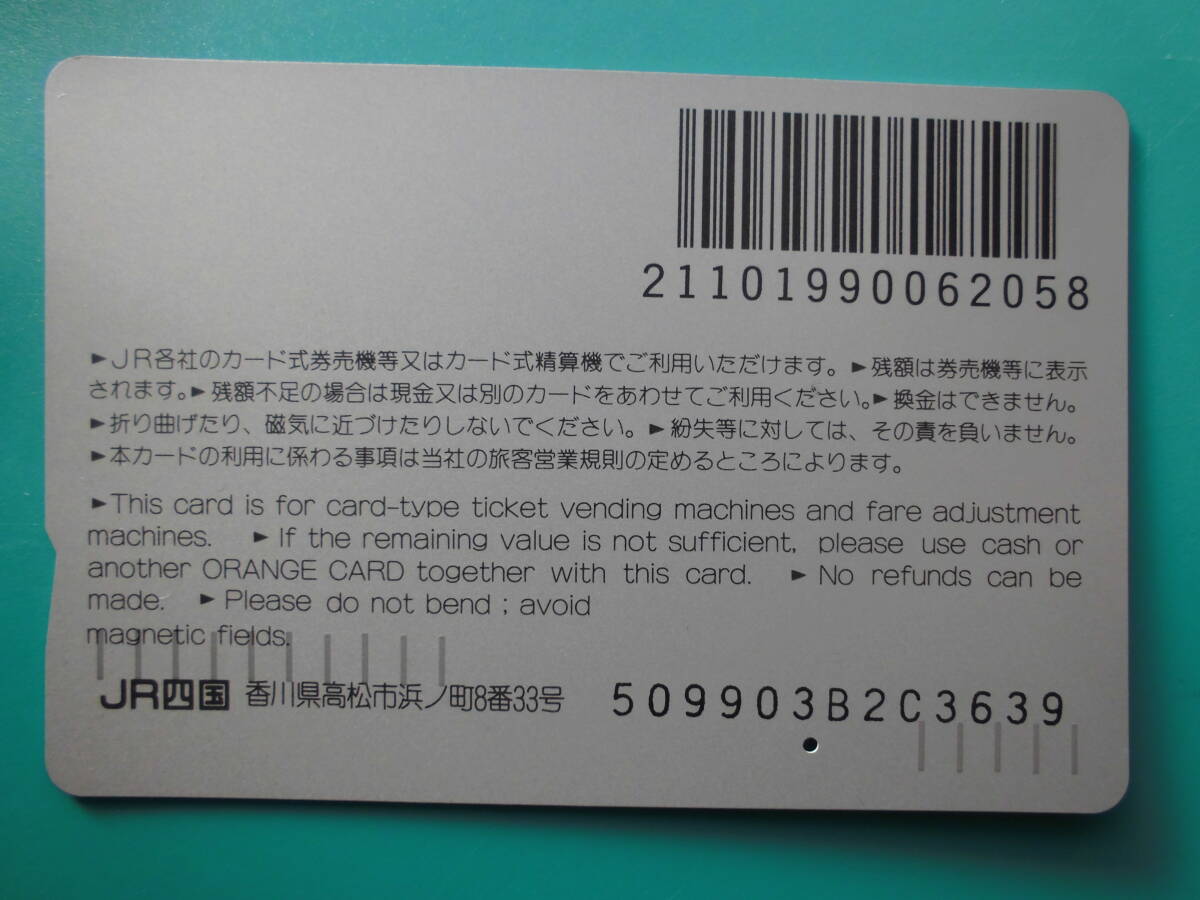 21101990062058
►JR各社のカード式券売機等又はカード式精算機でご利用いただけます。►残額は券売機等に表示
されます。►残額不足の場合は現金又は別のカードをあわせてご利用ください。►換金はできません。
►折り曲げたり、磁気に近づけたりしないでください。►紛失等に対しては、その責を負いません。
►本カードの利用に係わる事項は当社の旅客営業規則の定めるところによります。
►This card is for card-type ticket vending machines and fare adjustment
machines. ►If the remaining value is not sufficient, please use cash or
another ORANGE CARD together with this card. ►No refunds can be
made. ►Please do not bend ; avoid
magnetic fields.
JR四国 香川県高松市浜ノ町8番33号 509903B2C3639